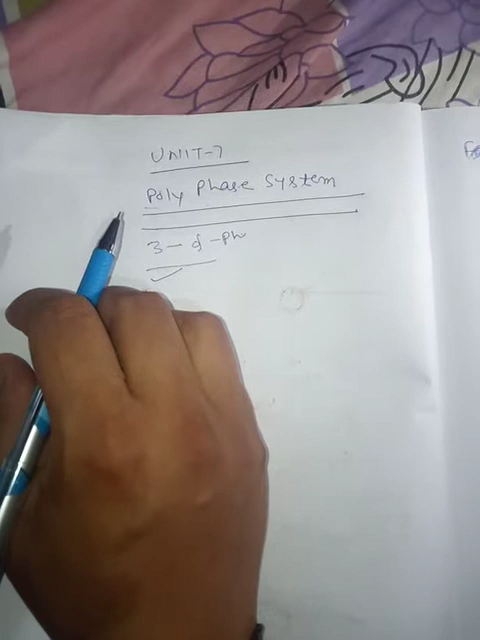 UNIT-7
Poly Phase System
3 - ϕ - Ph